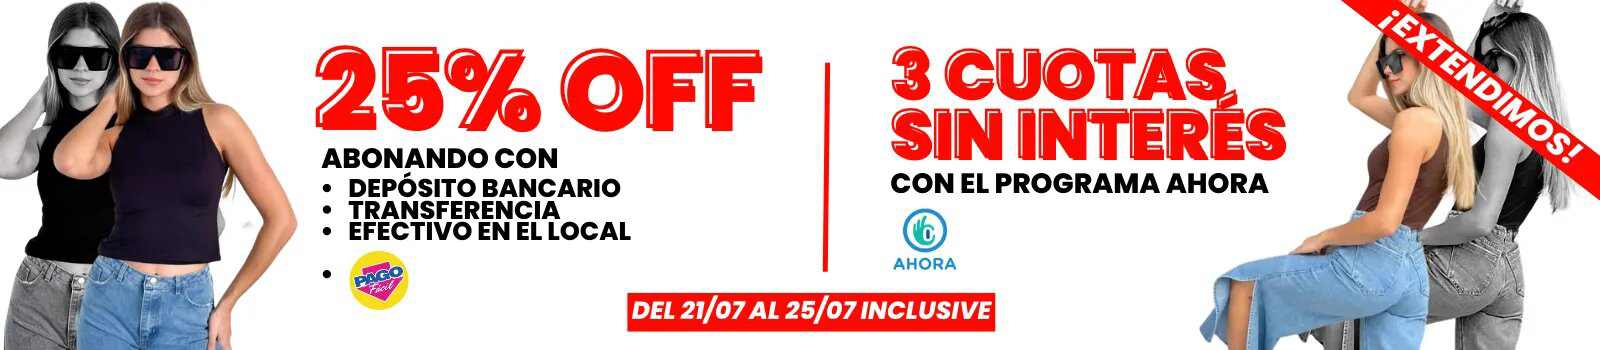 25% OFF
ABONANDO CON
• DEPÓSITO BANCARIO
• TRANSFERENCIA
• EFECTIVO EN EL LOCAL
• PAGO Fácil
3 CUOTAS
SIN INTERÉS
CON EL PROGRAMA AHORA
AHORA
DEL 21/07 AL 25/07 INCLUSIVE
¡EXTENDIMOS!